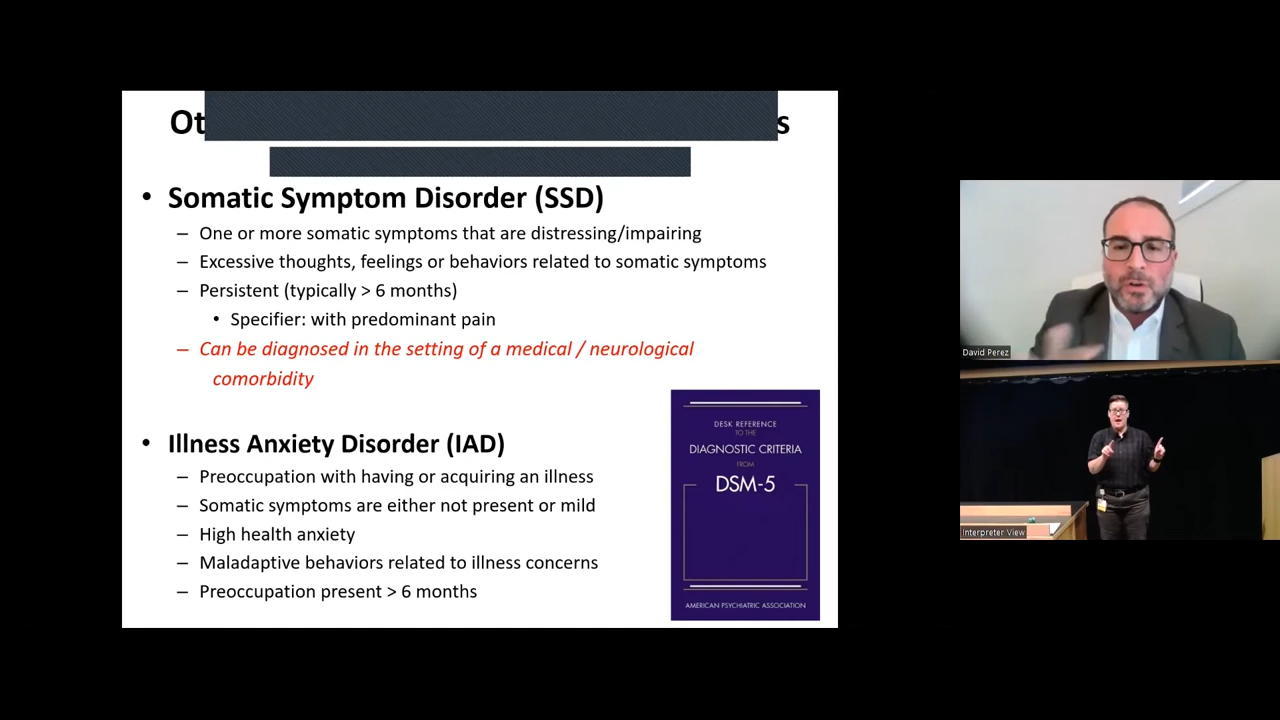 Ot
s
• Somatic Symptom Disorder (SSD)
– One or more somatic symptoms that are distressing/impairing
– Excessive thoughts, feelings or behaviors related to somatic symptoms
– Persistent (typically > 6 months)
• Specifier: with predominant pain
– Can be diagnosed in the setting of a medical / neurological
comorbidity
• Illness Anxiety Disorder (IAD)
– Preoccupation with having or acquiring an illness
– Somatic symptoms are either not present or mild
– High health anxiety
– Maladaptive behaviors related to illness concerns
– Preoccupation present > 6 months
DESK REFERENCE
TO THE
DIAGNOSTIC CRITERIA
FROM
DSM-5
AMERICAN PSYCHIATRIC ASSOCIATION
David Perez
Interpreter View